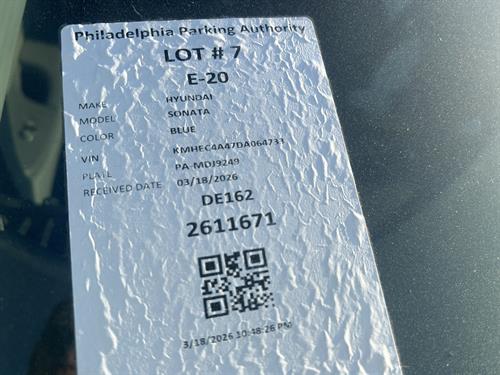 Philadelphia Parking Authority
LOT # 7
E-20
MAKE HYUNDAI
MODEL SONATA
COLOR BLUE
VIN KMHEC4A47DA064733
PLATE PA-MDJ9249
RECEIVED DATE 03/18/2026
DE162
2611671
3/18/2026 10:48:26 PM